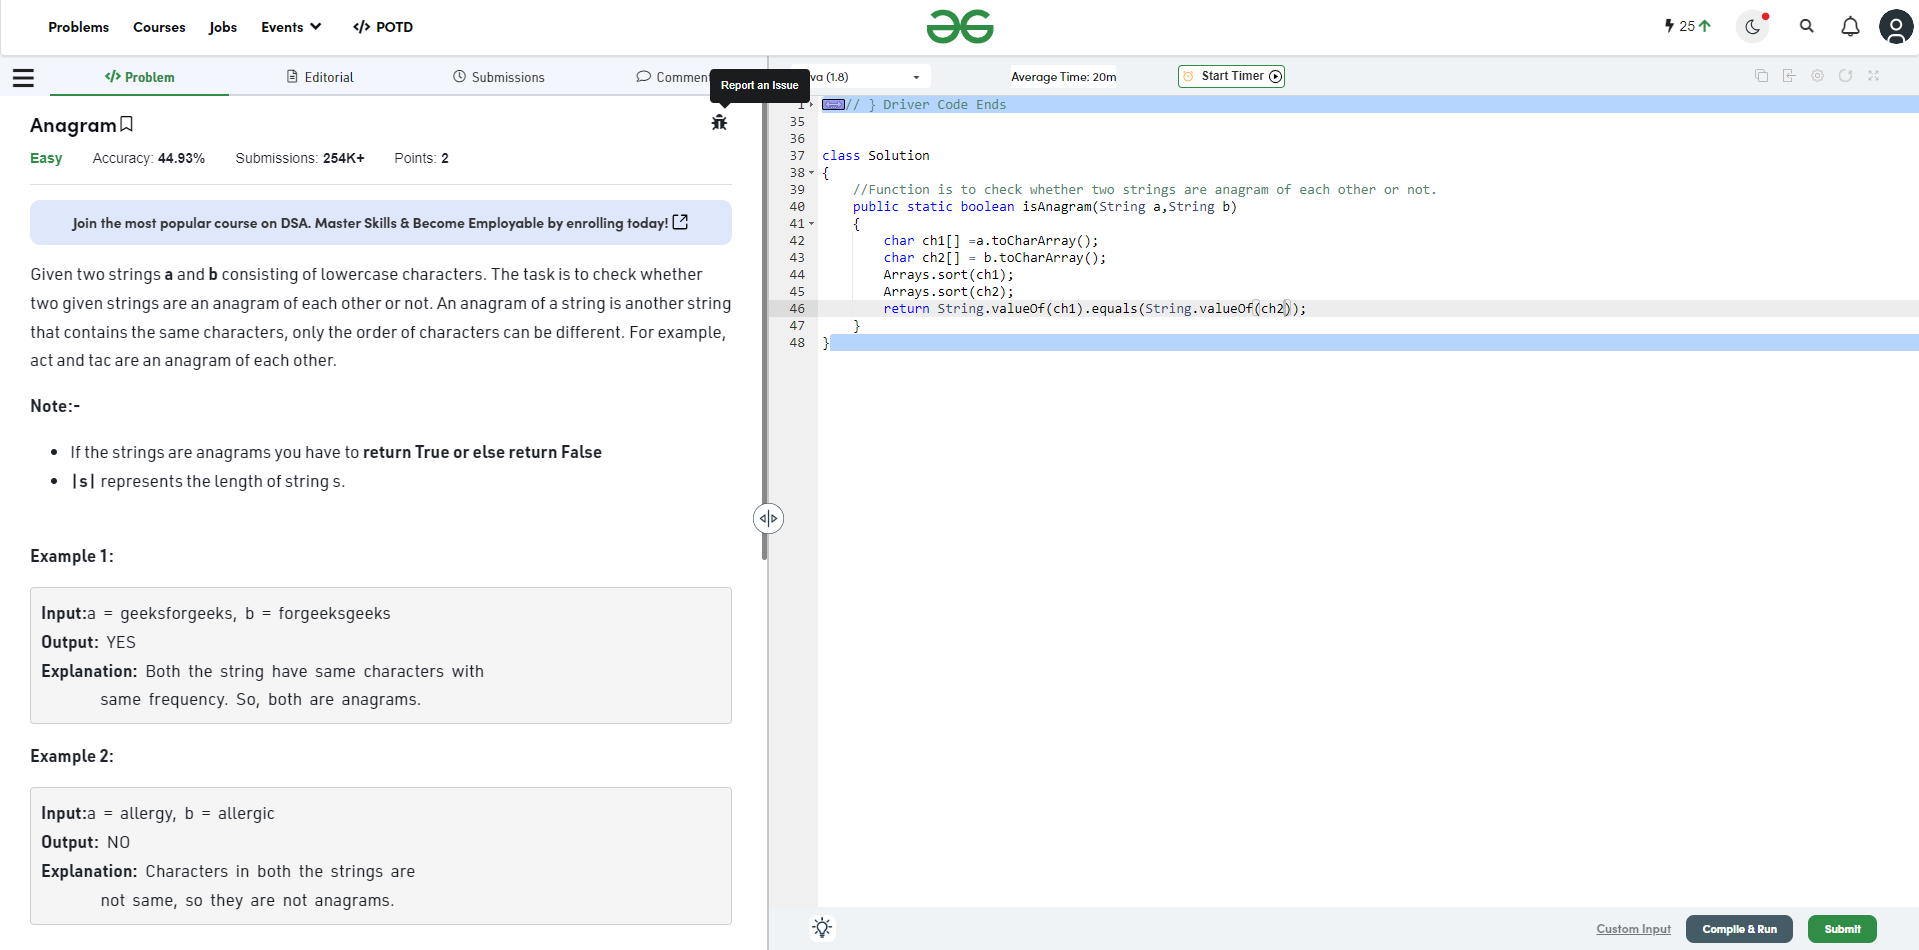 Problems Courses Jobs Events </> POTD
25
</> Problem Editorial Submissions Comment
Report an Issue
va (1.8) Average Time: 20m Start Timer
Anagram
Easy Accuracy: 44.93% Submissions: 254K+ Points: 2
Join the most popular course on DSA. Master Skills & Become Employable by enrolling today!
Given two strings a and b consisting of lowercase characters. The task is to check whether
two given strings are an anagram of each other or not. An anagram of a string is another string
that contains the same characters, only the order of characters can be different. For example,
act and tac are an anagram of each other.
Note:-
If the strings are anagrams you have to return True or else return False
|s| represents the length of string s.
Example 1:
Input:a = geeksforgeeks, b = forgeeksgeeks
Output: YES
Explanation: Both the string have same characters with
same frequency. So, both are anagrams.
Example 2:
Input:a = allergy, b = allergic
Output: NO
Explanation: Characters in both the strings are
not same, so they are not anagrams.
1 // } Driver Code Ends
35
36
37 class Solution
38 {
39 //Function is to check whether two strings are anagram of each other or not.
40 public static boolean isAnagram(String a,String b)
41 {
42 char ch1[] =a.toCharArray();
43 char ch2[] = b.toCharArray();
44 Arrays.sort(ch1);
45 Arrays.sort(ch2);
46 return String.valueOf(ch1).equals(String.valueOf(ch2));
47 }
48 }
Custom Input Compile & Run Submit